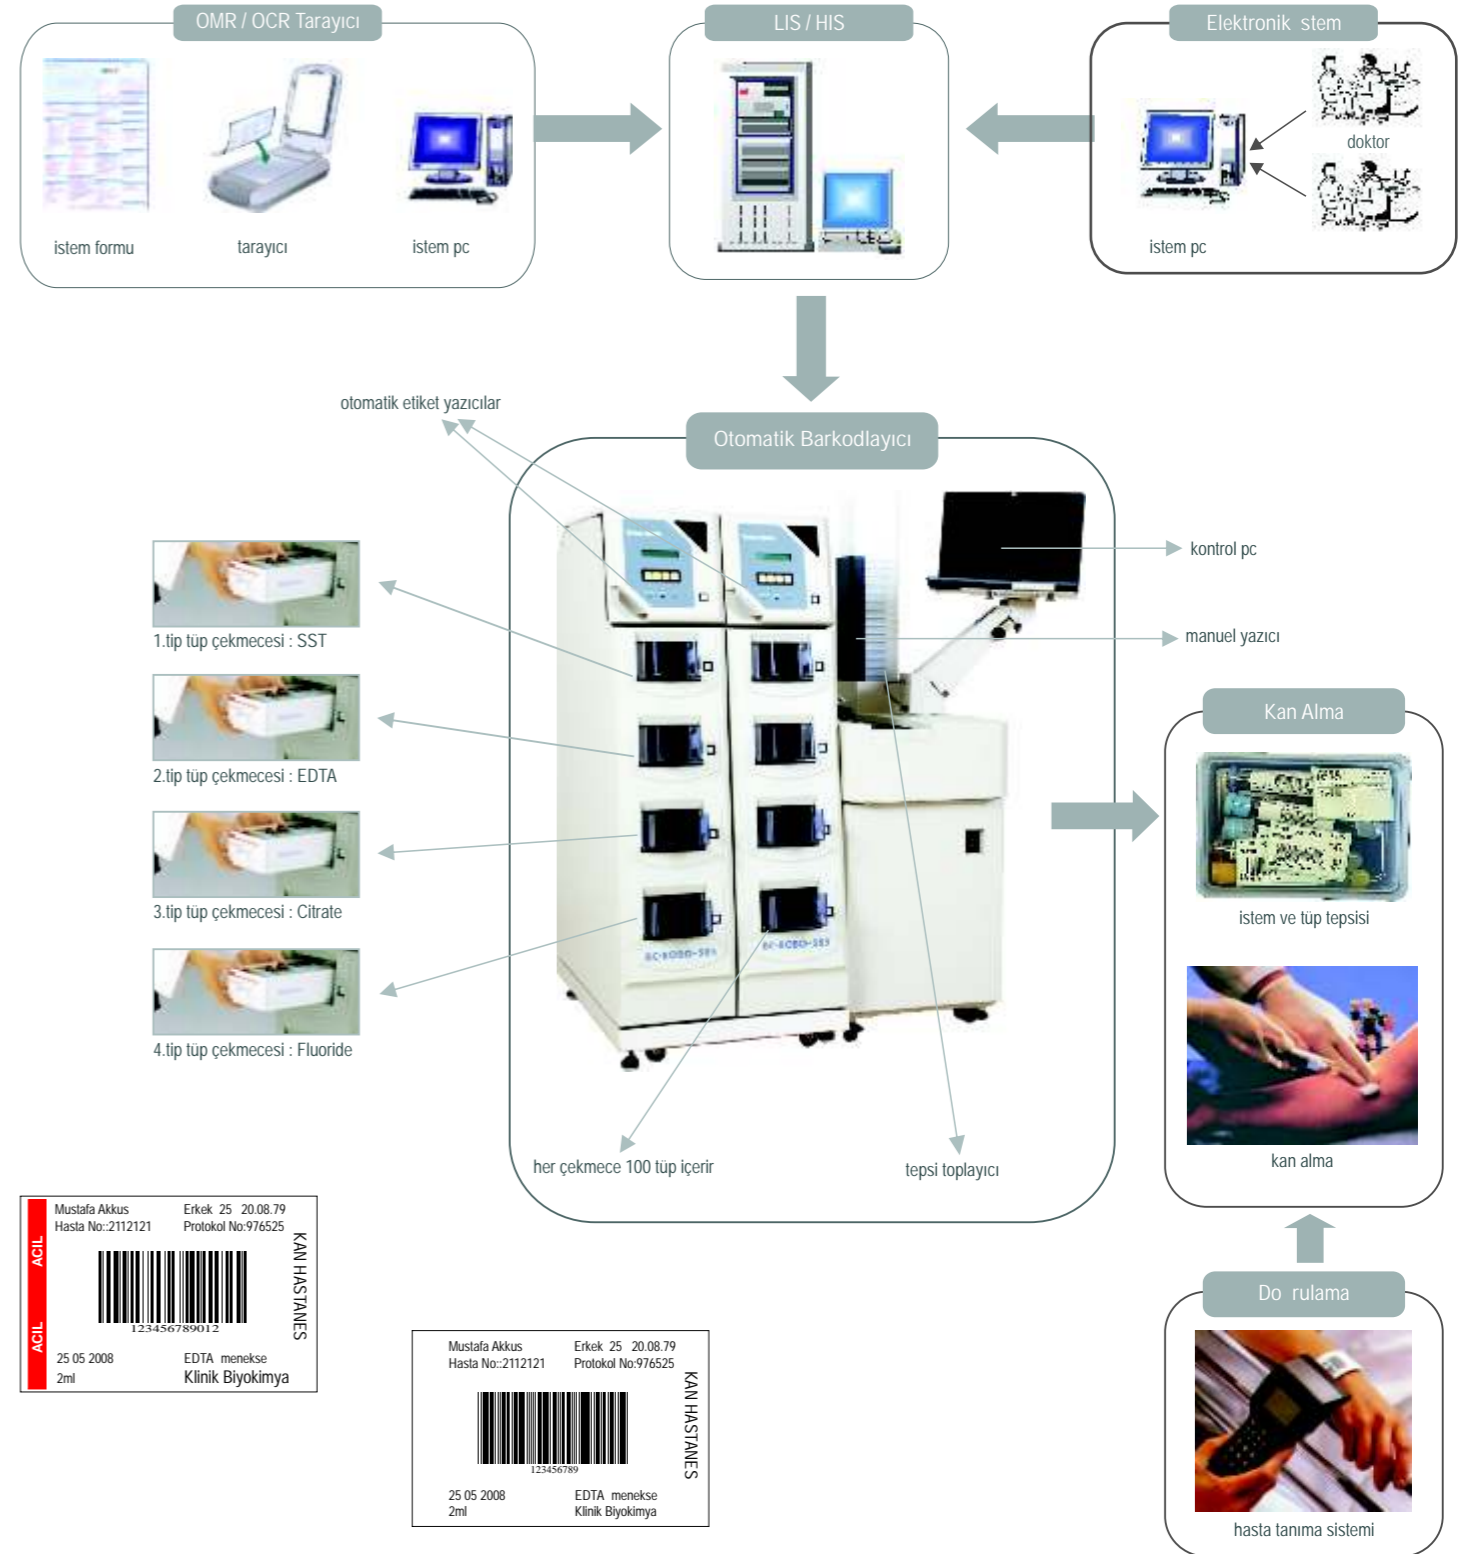 OMR / OCR Tarayıcı
LIS / HIS
Elektronik stem
doktor
istem formu
tarayıcı
istem pc
istem pc
otomatik etiket yazıcılar
Otomatik Barkodlayıcı
kontrol pc
manuel yazıcı
1.tip tüp çekmecesi : SST
2.tip tüp çekmecesi : EDTA
3.tip tüp çekmecesi : Citrate
4.tip tüp çekmecesi : Fluoride
her çekmece 100 tüp içerir
tepsi toplayıcı
Kan Alma
istem ve tüp tepsisi
kan alma
Do rulama
hasta tanıma sistemi
ACIL
ACIL
Mustafa Akkus Erkek 25 20.08.79
Hasta No::2112121 Protokol No:976525
123456789012
KAN HASTANES
25 05 2008 EDTA menekse
2ml Klinik Biyokimya
Mustafa Akkus Erkek 25 20.08.79
Hasta No::2112121 Protokol No:976525
123456789
KAN HASTANES
25 05 2008 EDTA menekse
2ml Klinik Biyokimya